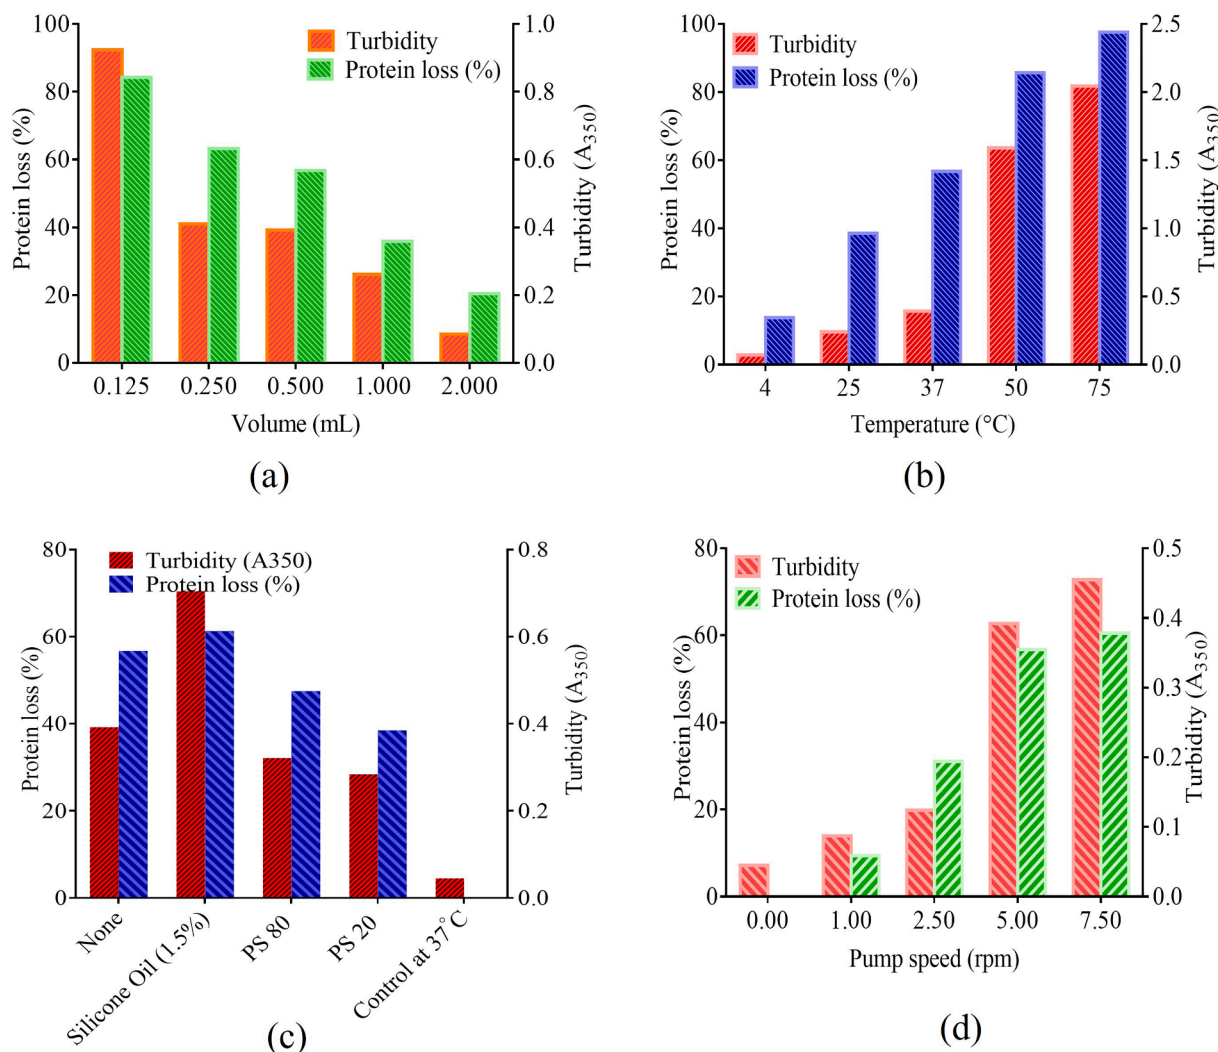 100
80
60
40
20
0
Protein loss (%)
1.0
0.8
0.6
0.4
0.2
0.0
Turbidity (A350)
Turbidity
Protein loss (%)
0.125 0.250 0.500 1.000 2.000
Volume (mL)
(a)
100
80
60
40
20
0
Protein loss (%)
2.5
2.0
1.5
1.0
0.5
0.0
Turbidity (A350)
Turbidity
Protein loss (%)
4 25 37 50 75
Temperature (°C)
(b)
80
60
40
20
0
Protein loss (%)
0.8
0.6
0.4
0.2
0.0
Turbidity (A350)
Turbidity (A350)
Protein loss (%)
None
Silicone Oil (1.5%)
PS 80
PS 20
Control at 37°C
(c)
80
60
40
20
0
Protein loss (%)
0.5
0.4
0.3
0.2
0.1
0.0
Turbidity (A350)
Turbidity
Protein loss (%)
0.00 1.00 2.50 5.00 7.50
Pump speed (rpm)
(d)